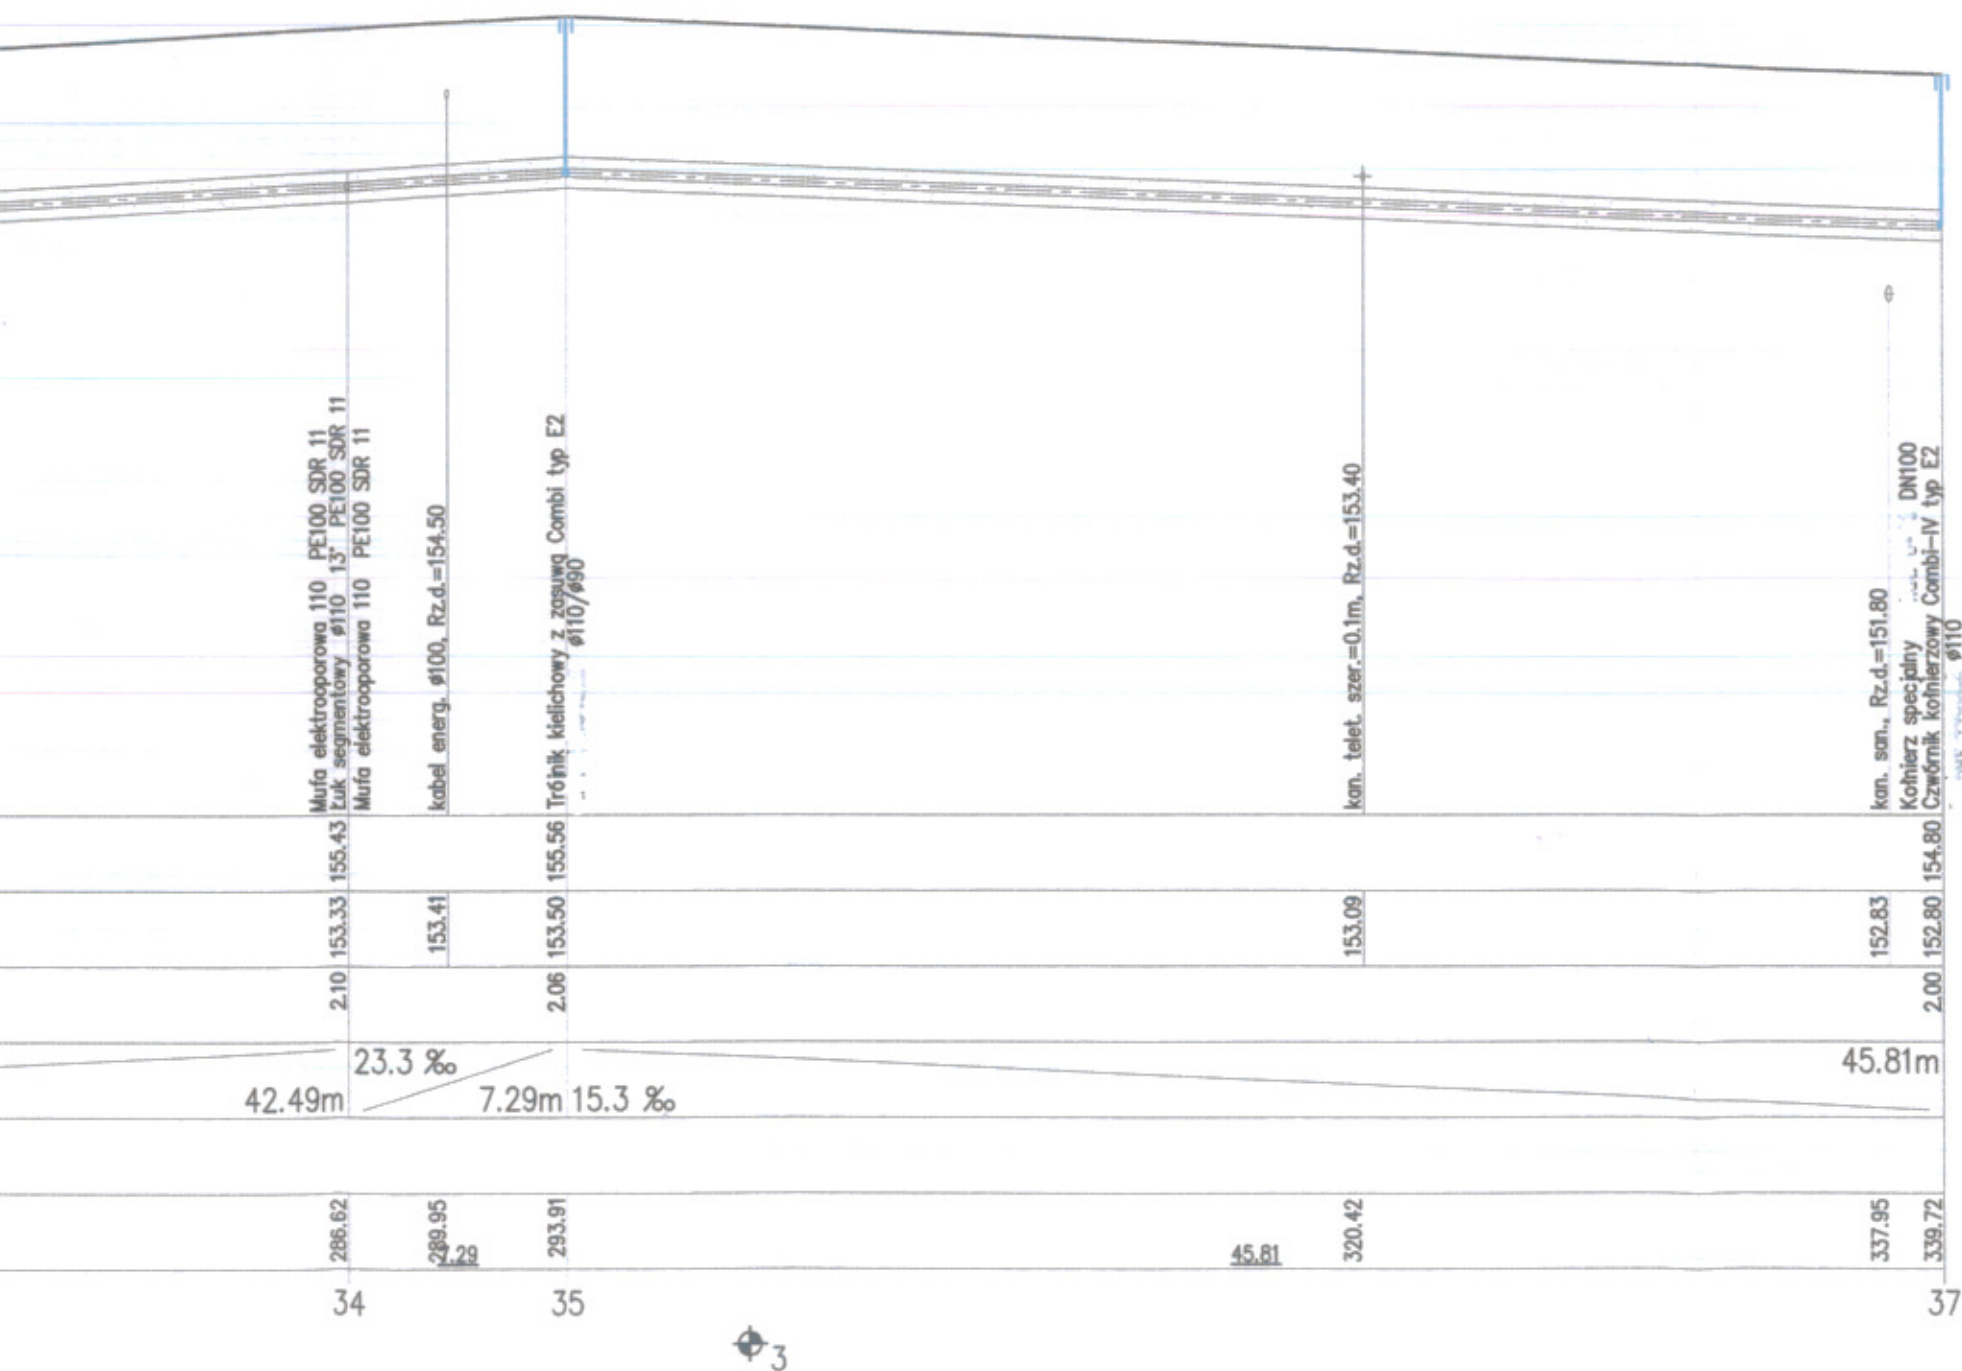 Mufa elektrooporowa 110 PE100 SDR 11
Łuk segmentowy ø110 13° PE100 SDR 11
Mufa elektrooporowa 110 PE100 SDR 11
kabel energ. ø100, Rz.d.=154.50
Trójnik kielichowy z zasuwą Combi typ E2
ø110/ø90
kan. telet. szer.=0.1m, Rz.d.=153.40
kan. san., Rz.d.=151.80
Kołnierz specjalny DN100
Czwórnik kołnierzowy Combi-IV typ E2
ø110
155.43
155.56
154.80
153.33
153.41
153.50
153.09
152.83
152.80
2.10
2.06
2.00
23.3 ‰
45.81m
42.49m
7.29m
15.3 ‰
286.62
289.95
293.91
320.42
337.95
339.72
7.29
45.81
34
35
37
3